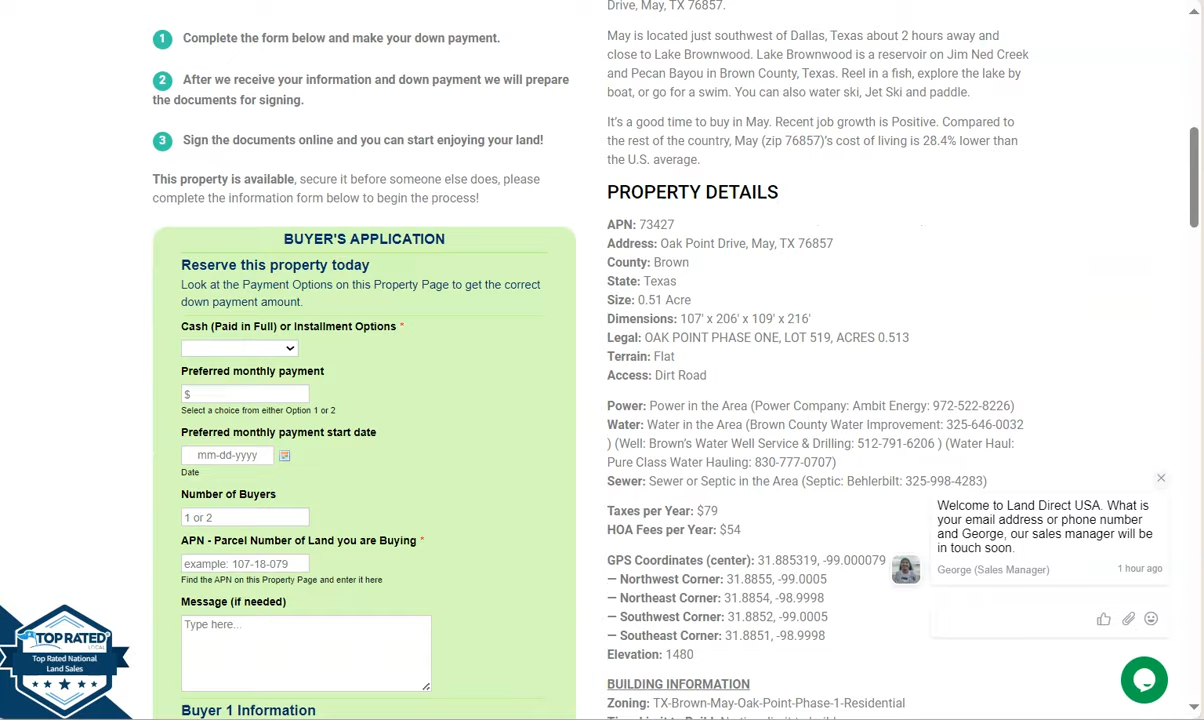 1 Complete the form below and make your down payment.
2 After we receive your information and down payment we will prepare
the documents for signing.
3 Sign the documents online and you can start enjoying your land!
This property is available, secure it before someone else does, please
complete the information form below to begin the process!
BUYER'S APPLICATION
Reserve this property today
Look at the Payment Options on this Property Page to get the correct
down payment amount.
Cash (Paid in Full) or Installment Options *
Preferred monthly payment
$
Select a choice from either Option 1 or 2
Preferred monthly payment start date
mm-dd-yyyy
Date
Number of Buyers
1 or 2
APN - Parcel Number of Land you are Buying *
example: 107-18-079
Find the APN on this Property Page and enter it here
Message (if needed)
Type here...
Buyer 1 Information
TOP RATED
LOCAL
Top Rated National
Land Sales
Drive, May, TX 76857.
May is located just southwest of Dallas, Texas about 2 hours away and
close to Lake Brownwood. Lake Brownwood is a reservoir on Jim Ned Creek
and Pecan Bayou in Brown County, Texas. Reel in a fish, explore the lake by
boat, or go for a swim. You can also water ski, Jet Ski and paddle.
It's a good time to buy in May. Recent job growth is Positive. Compared to
the rest of the country, May (zip 76857)'s cost of living is 28.4% lower than
the U.S. average.
PROPERTY DETAILS
APN: 73427
Address: Oak Point Drive, May, TX 76857
County: Brown
State: Texas
Size: 0.51 Acre
Dimensions: 107' x 206' x 109' x 216'
Legal: OAK POINT PHASE ONE, LOT 519, ACRES 0.513
Terrain: Flat
Access: Dirt Road
Power: Power in the Area (Power Company: Ambit Energy: 972-522-8226)
Water: Water in the Area (Brown County Water Improvement: 325-646-0032
) (Well: Brown's Water Well Service & Drilling: 512-791-6206 ) (Water Haul:
Pure Class Water Hauling: 830-777-0707)
Sewer: Sewer or Septic in the Area (Septic: Behlerbilt: 325-998-4283)
Taxes per Year: $79
HOA Fees per Year: $54
GPS Coordinates (center): 31.885319, -99.000079
— Northwest Corner: 31.8855, -99.0005
— Northeast Corner: 31.8854, -98.9998
— Southwest Corner: 31.8852, -99.0005
— Southeast Corner: 31.8851, -98.9998
Elevation: 1480
BUILDING INFORMATION
Zoning: TX-Brown-May-Oak-Point-Phase-1-Residential
Welcome to Land Direct USA. What is
your email address or phone number
and George, our sales manager will be
in touch soon.
George (Sales Manager) 1 hour ago